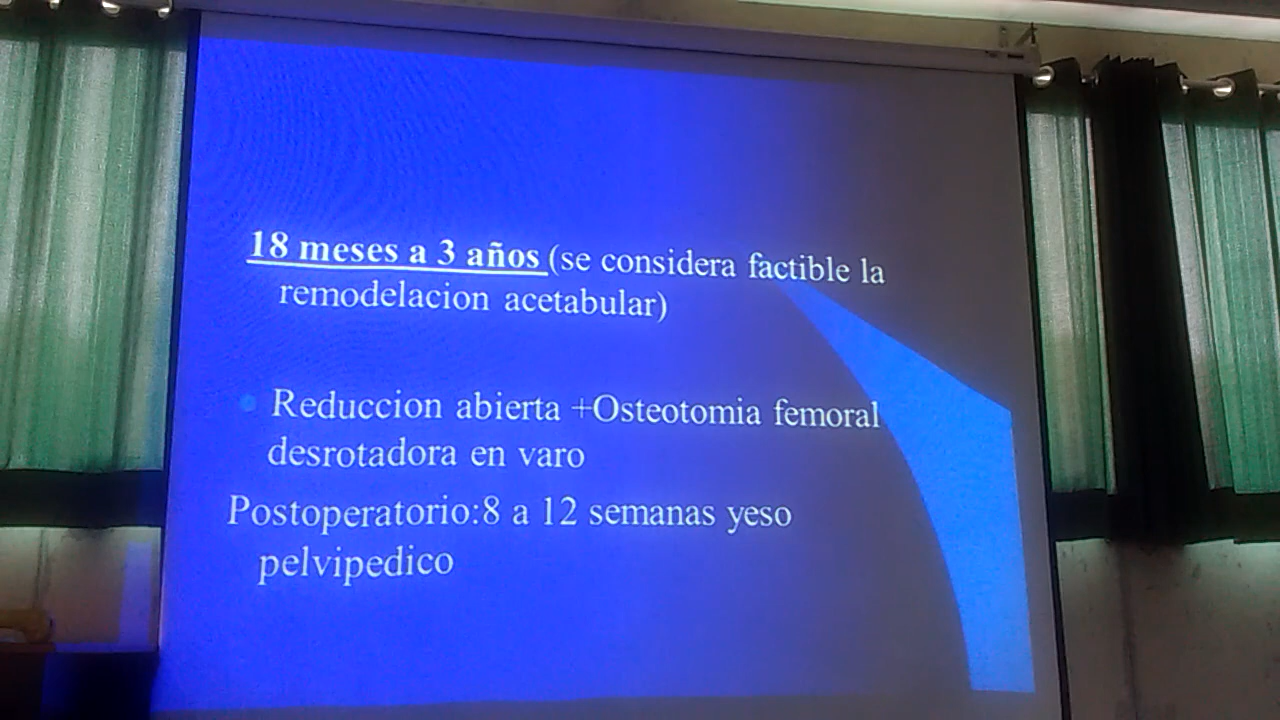 18 meses a 3 años (se considera factible la
remodelacion acetabular)
Reduccion abierta +Osteotomia femoral
desrotadora en varo
Postoperatorio:8 a 12 semanas yeso
pelvipedico